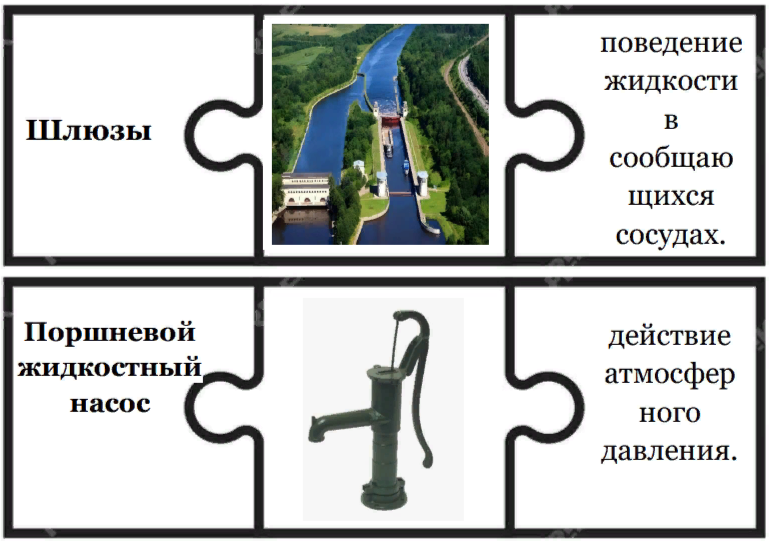 Шлюзы
поведение
жидкости
в
сообщаю
щихся
сосудах.
Поршневой
жидкостный
насос
действие
атмосфер
ного
давления.